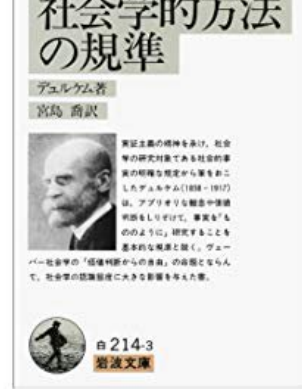 社会学的方法
の規準
デュルケム著
宮島 喬訳
実証主義の精神を承け、社会
学の研究対象である社会的事
実の明確な規定から筆をおこ
したデュルケム(1858-1917)
は、アプリオリな観念や価値
判断をしりぞけて、事実を「も
ののように」研究することを
基本的な規準と説く。ヴェー
バー社会学の「価値判断からの自由」の命題とならん
で、社会学の認識態度に大きな影響を与えた書。
白214-3
岩波文庫